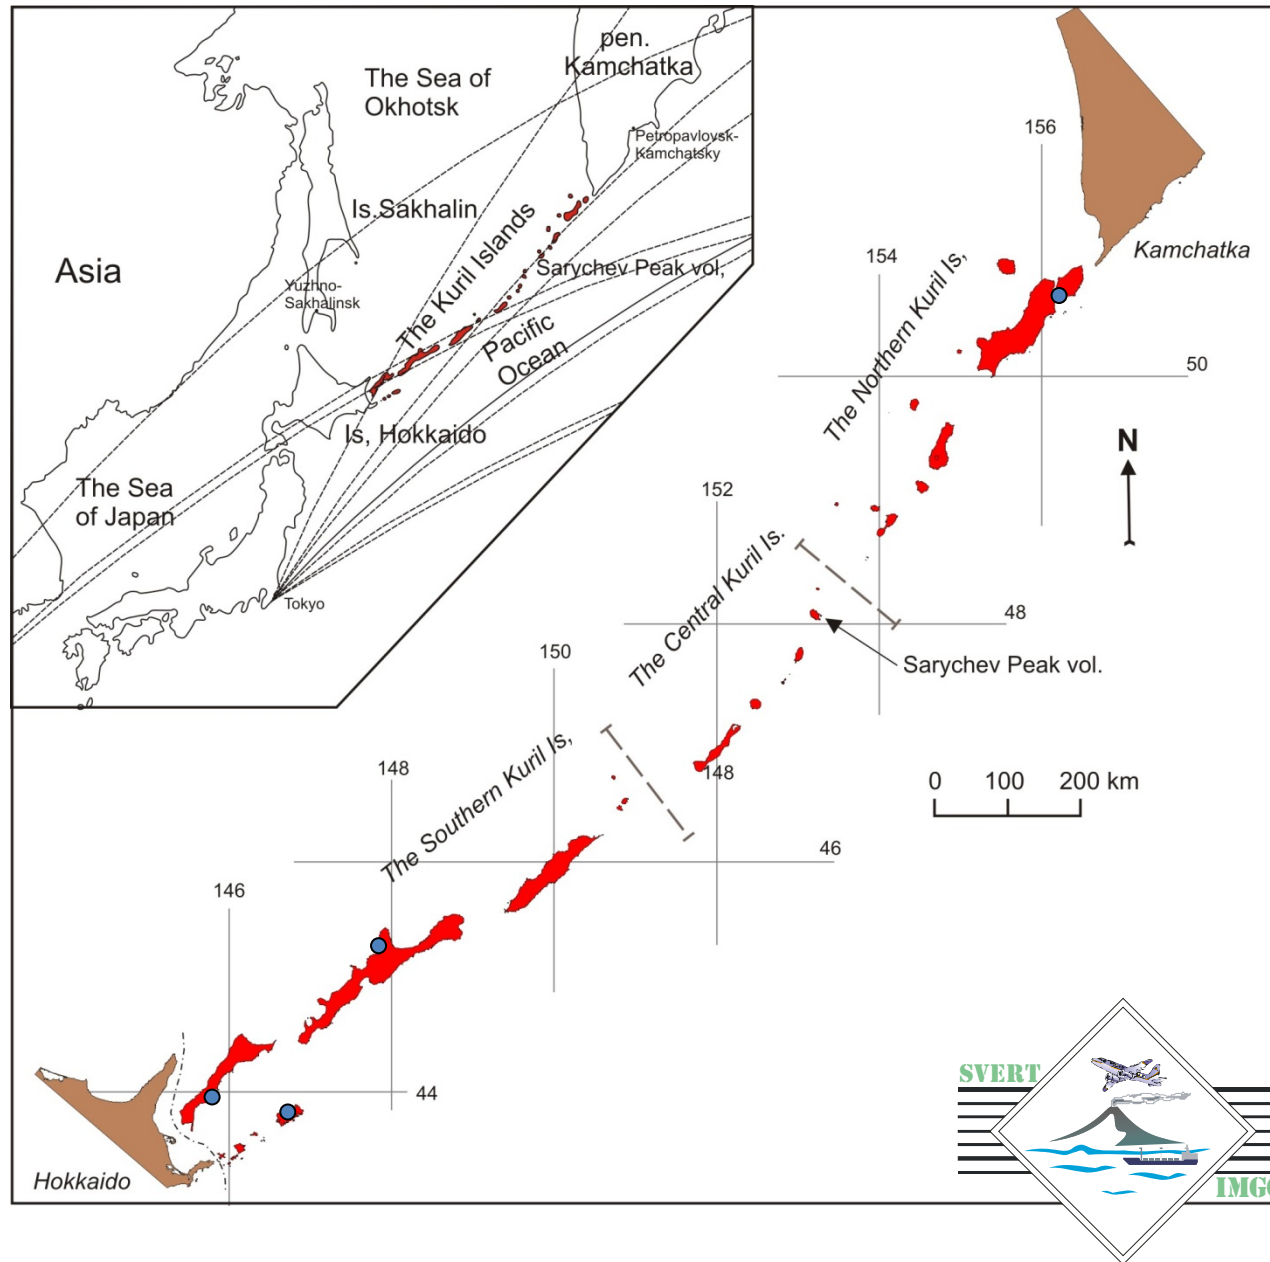 pen.
Kamchatka
The Sea of
Okhotsk
Petropavlovsk-
Kamchatsky
Is.Sakhalin
The Kuril Islands
Asia
Sarychev Peak vol,
Yuzhno-
Sakhalinsk
Pacific
Ocean
Is, Hokkaido
The Sea
of Japan
Tokyo
156
Kamchatka
154
The Northern Kuril Is,
50
N
152
The Central Kuril Is.
48
Sarychev Peak vol.
150
The Southern Kuril Is,
148
148
0 100 200 km
46
146
44
Hokkaido
SVERT